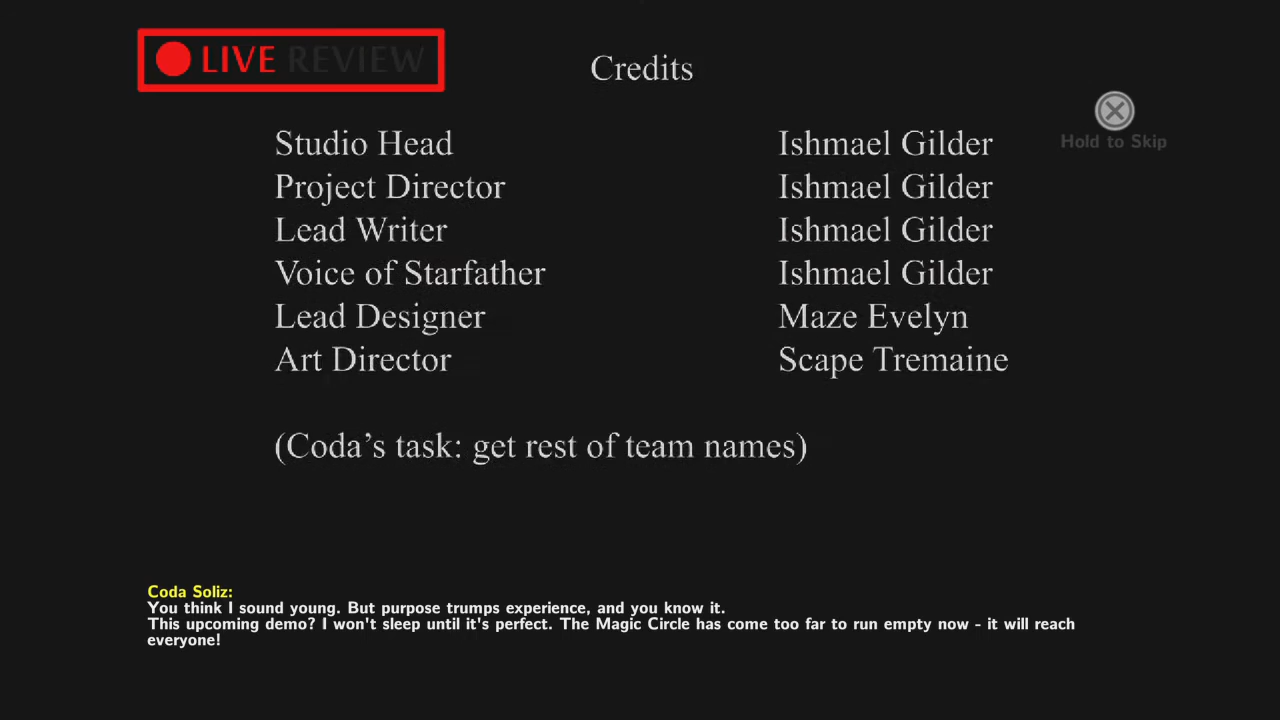 LIVE REVIEW
Credits
Hold to Skip
Studio Head Ishmael Gilder
Project Director Ishmael Gilder
Lead Writer Ishmael Gilder
Voice of Starfather Ishmael Gilder
Lead Designer Maze Evelyn
Art Director Scape Tremaine
(Coda’s task: get rest of team names)
Coda Soliz:
You think I sound young. But purpose trumps experience, and you know it.
This upcoming demo? I won't sleep until it's perfect. The Magic Circle has come too far to run empty now - it will reach
everyone!